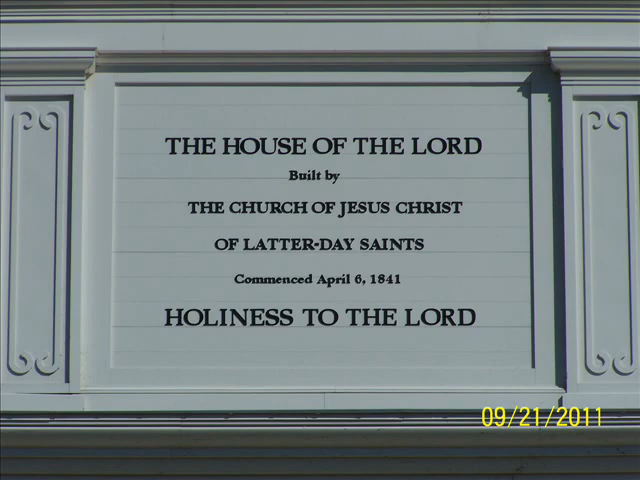 THE HOUSE OF THE LORD
Built by
THE CHURCH OF JESUS CHRIST
OF LATTER-DAY SAINTS
Commenced April 6, 1841
HOLINESS TO THE LORD
09/21/2011